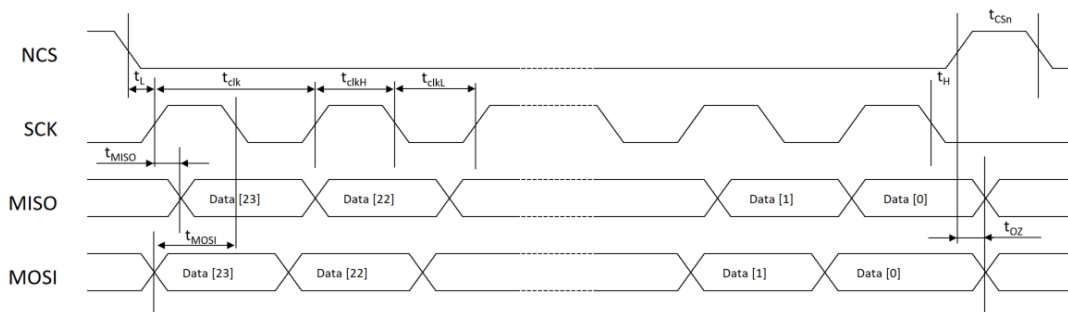 t_CSn
NCS
t_L t_clk t_clkH t_clkL t_H
SCK
t_MISO
MISO Data [23] Data [22] Data [1] Data [0]
t_MOSI t_OZ
MOSI Data [23] Data [22] Data [1] Data [0]